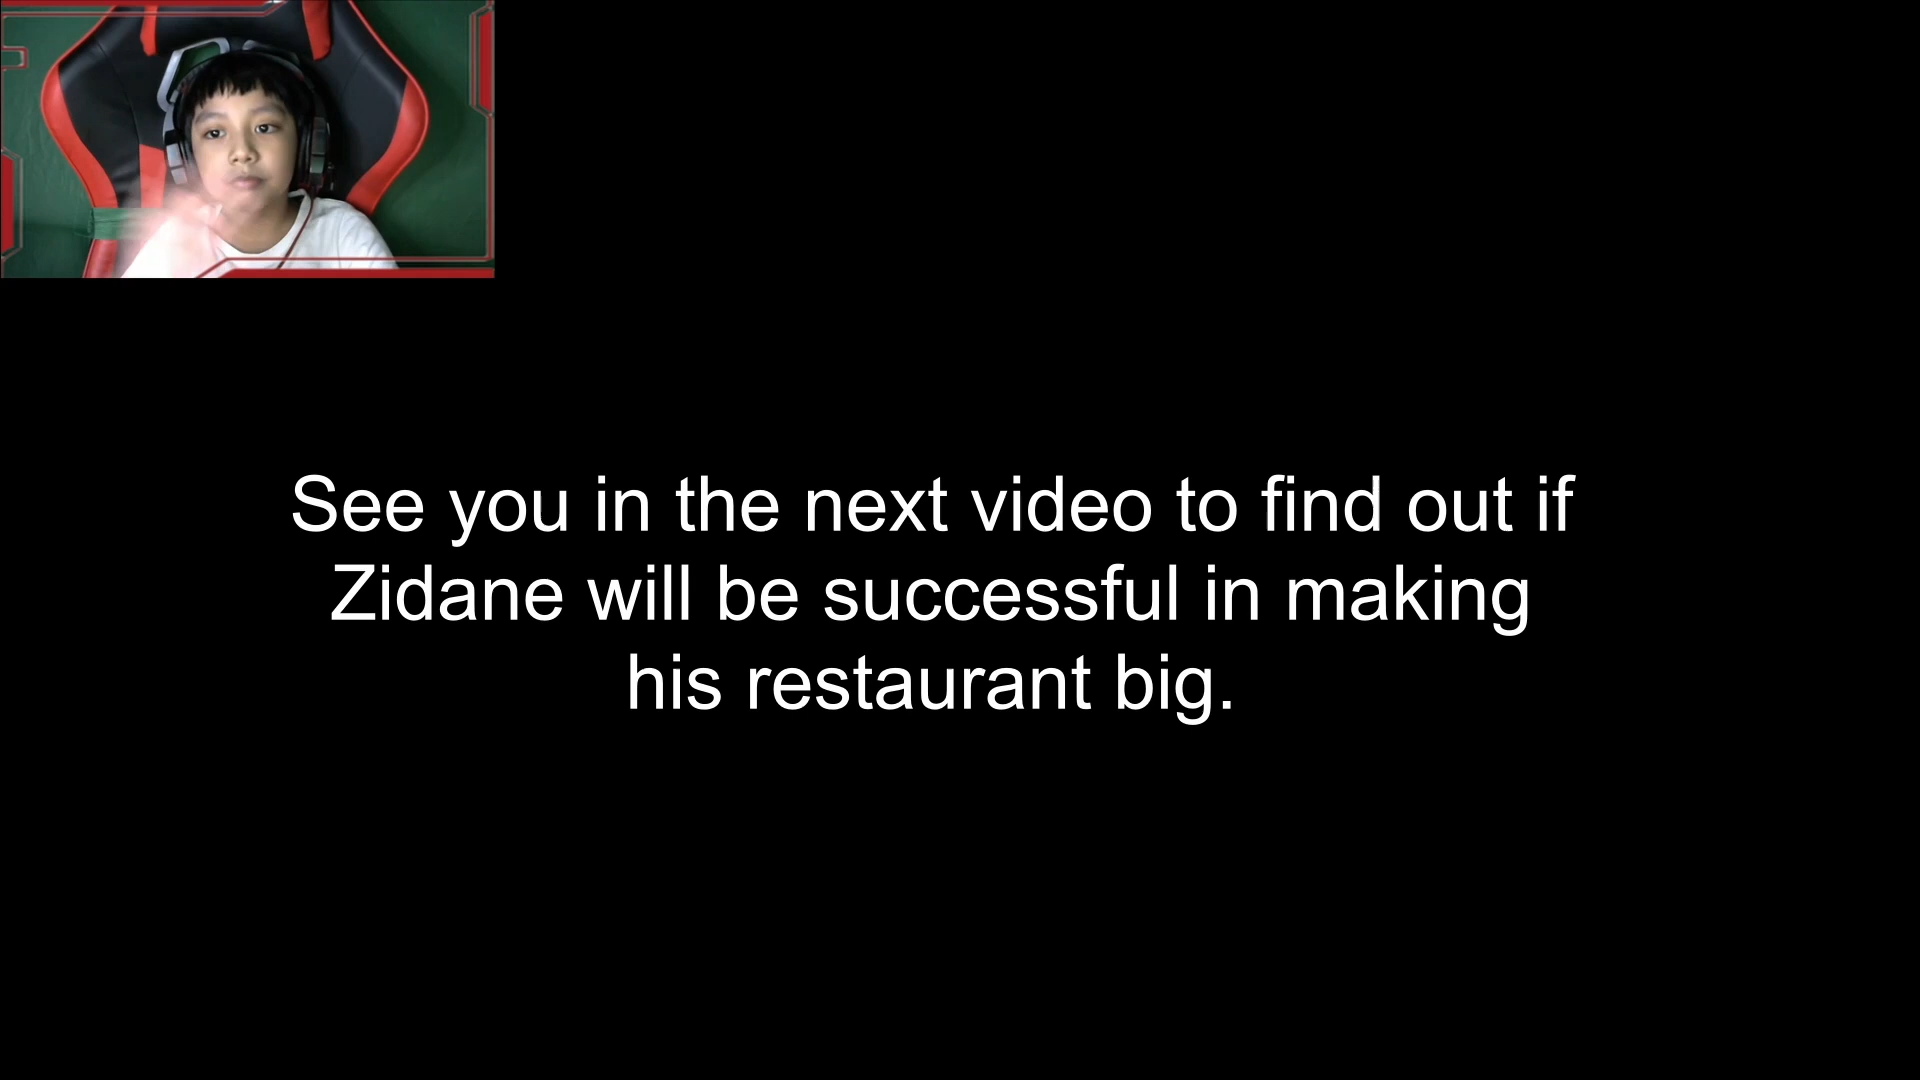 See you in the next video to find out if
Zidane will be successful in making
his restaurant big.